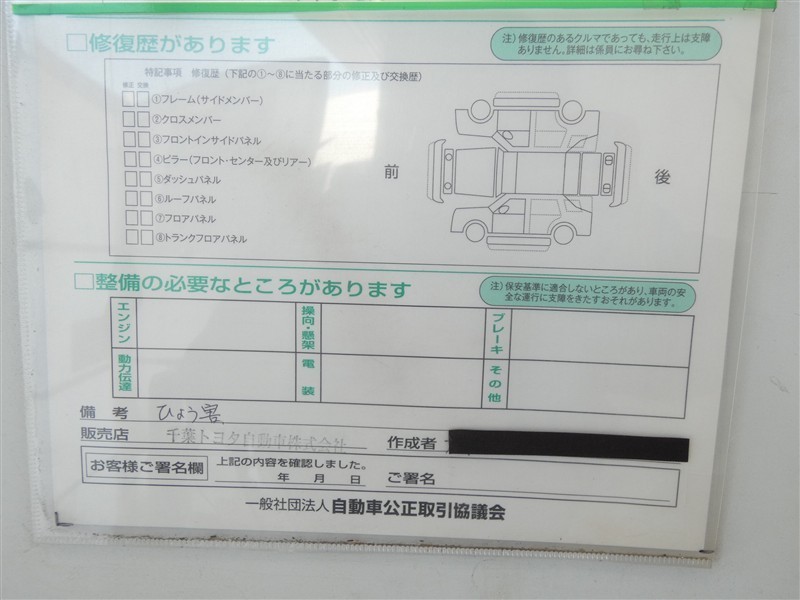 □修復歴があります
注）修復歴のあるクルマであっても、走行上は支障
ありません。詳細は係員にお尋ね下さい。
特記事項 修復歴（下記の①～⑧に当たる部分の修正及び交換歴）
修正 交換
①フレーム（サイドメンバー）
②クロスメンバー
③フロントインサイドパネル
④ピラー（フロント・センター及びリアー）
⑤ダッシュパネル
⑥ルーフパネル
⑦フロアパネル
⑧トランクフロアパネル
前
後
□整備の必要なところがあります
注）保安基準に適合しないところがあり、車両の安
全な運行に支障をきたすおそれがあります。
エンジン
操向・懸架
ブレーキ
動力伝達
電装
その他
備考 ひょう害
販売店 千葉トヨタ自動車株式会社 作成者
お客様ご署名欄
上記の内容を確認しました。
年 月 日 ご署名
一般社団法人 自動車公正取引協議会